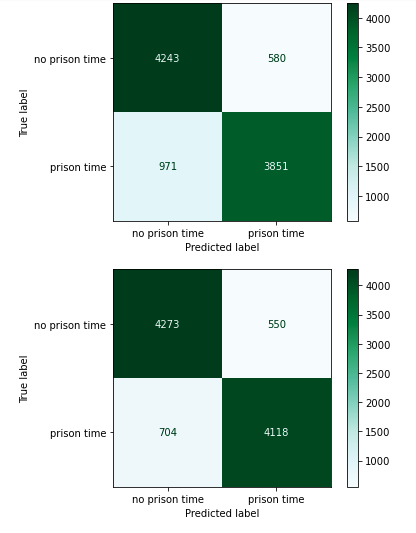 no prison time
4243
580
prison time
971
3851
no prison time
prison time
Predicted label
True label
4000
3500
3000
2500
2000
1500
1000
no prison time
4273
550
prison time
704
4118
no prison time
prison time
Predicted label
True label
4000
3500
3000
2500
2000
1500
1000